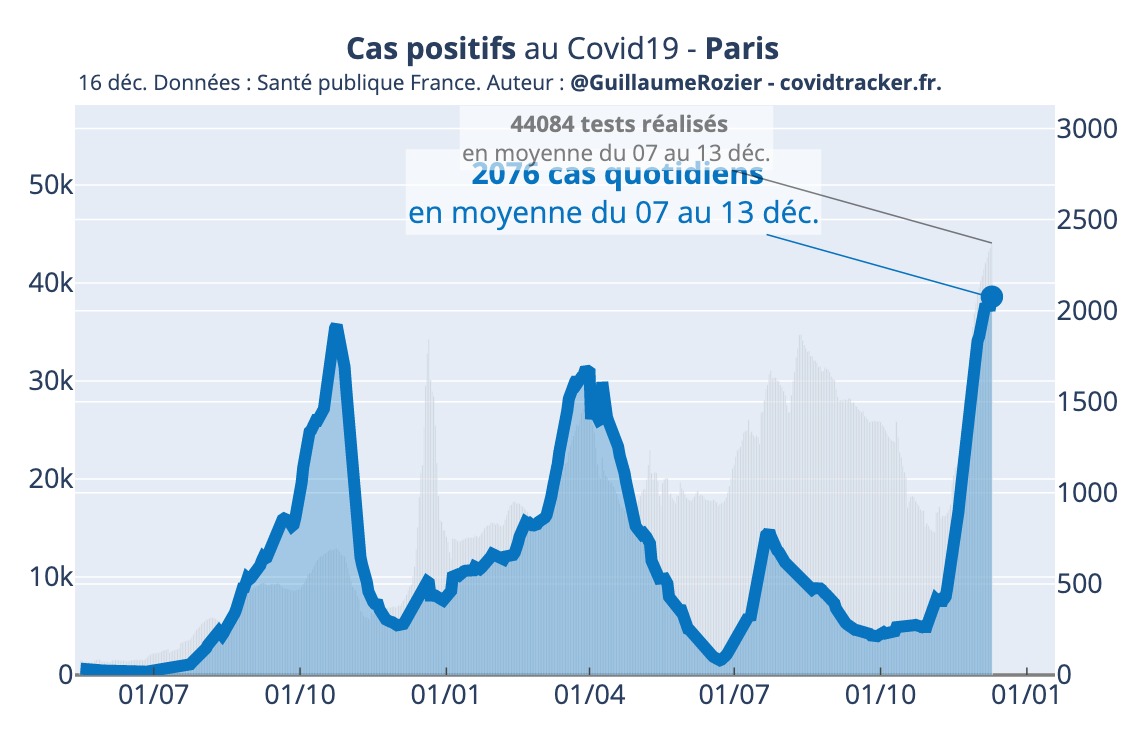 Cas positifs au Covid19 - Paris
16 déc. Données : Santé publique France. Auteur : @GuillaumeRozier - covidtracker.fr.
44084 tests réalisés
en moyenne du 07 au 13 déc.
2076 cas quotidiens
en moyenne du 07 au 13 déc.
50k
40k
30k
20k
10k
0
3000
2500
2000
1500
1000
500
0
01/07 01/10 01/01 01/04 01/07 01/10 01/01